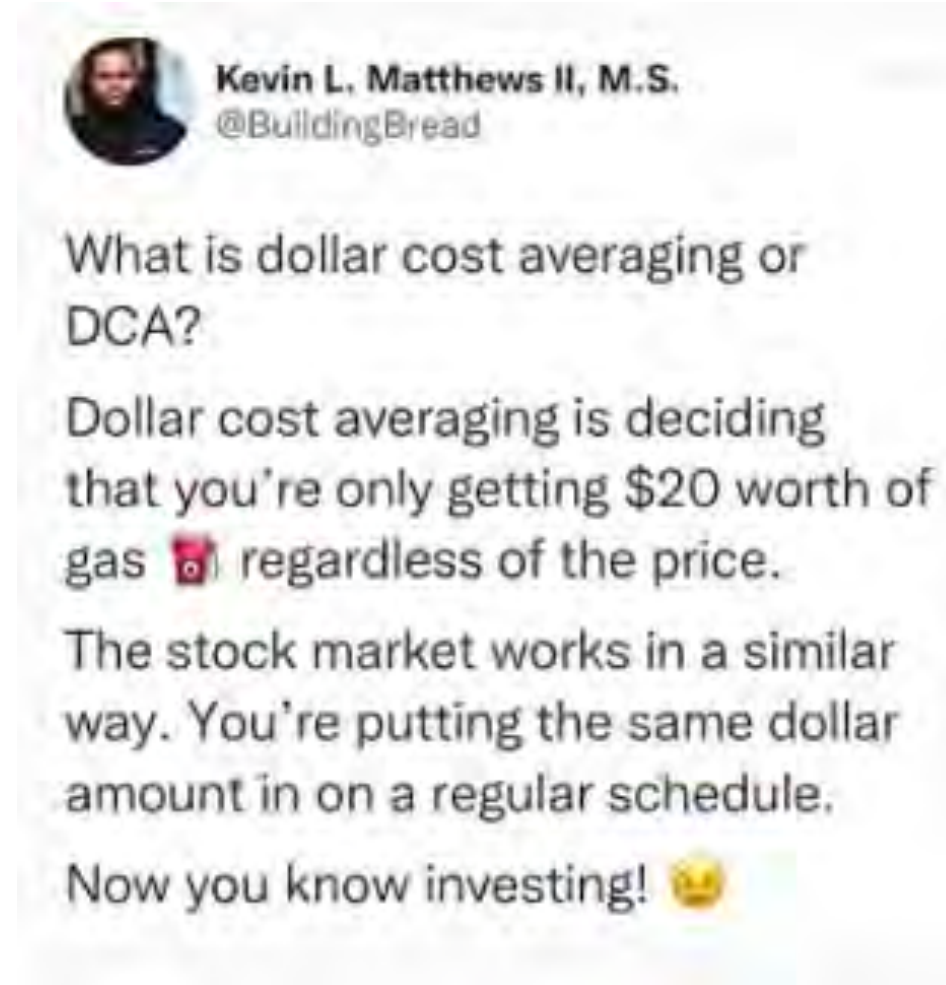 Kevin L. Matthews II, M.S.
@BuildingBread
What is dollar cost averaging or
DCA?
Dollar cost averaging is deciding
that you're only getting $20 worth of
gas ⛽ regardless of the price.
The stock market works in a similar
way. You're putting the same dollar
amount in on a regular schedule.
Now you know investing! 😉